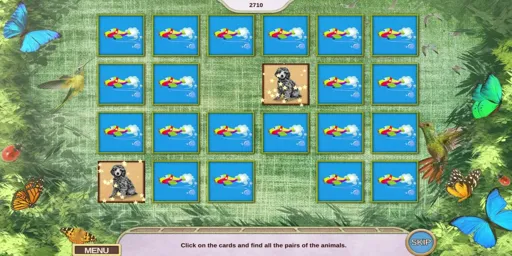 2710
Click on the cards and find all the pairs of the animals.
SKIP
MENU